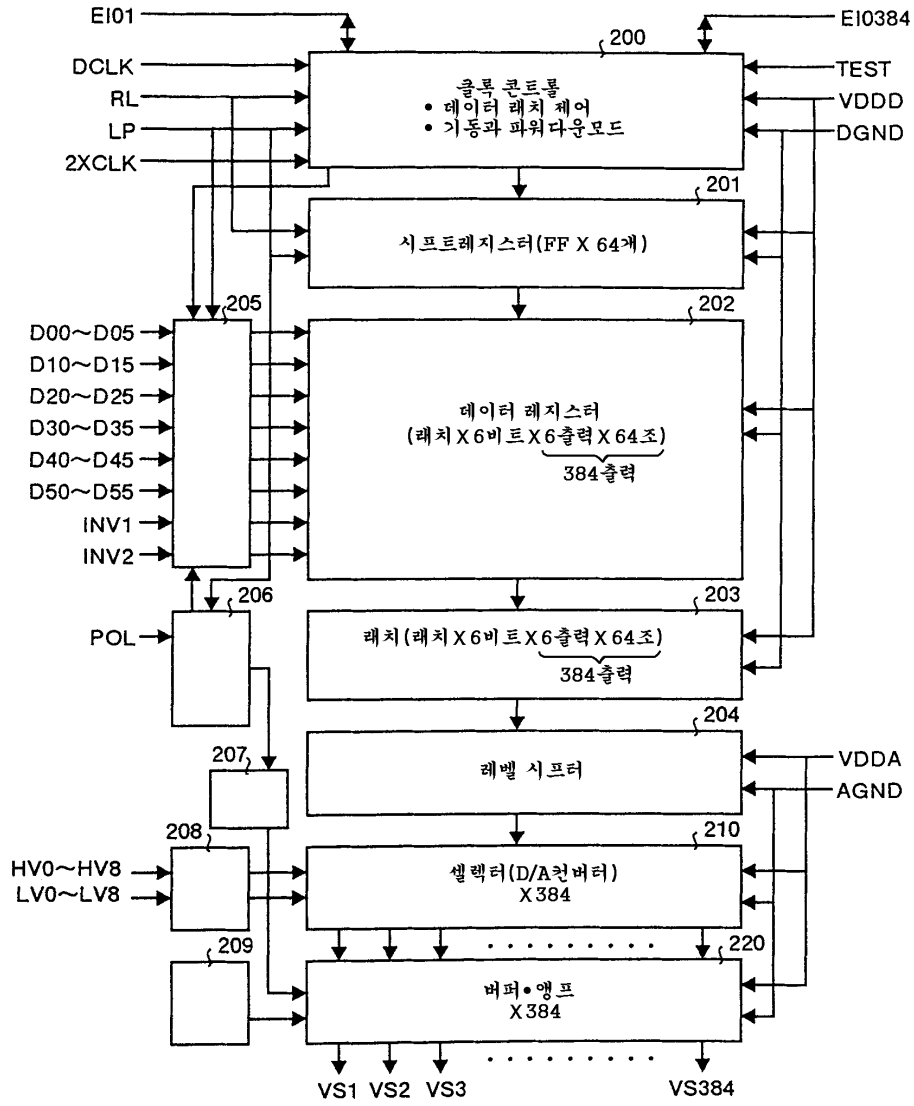 EI01
EI0384
200
DCLK
TEST
클록 콘트롤
RL
• 데이터 래치 제어
VDDD
LP
• 기동과 파워다운모드
DGND
2XCLK
201
시프트레지스터(FF X 64개)
205
202
D00~D05
D10~D15
D20~D25
데이터 레지스터
D30~D35
(래치X6비트X6출력X64조)
D40~D45
384출력
D50~D55
INV1
INV2
206
203
POL
래치(래치X6비트X6출력X64조)
384출력
204
207
레벨 시프터
VDDA
AGND
208
210
HV0~HV8
셀렉터(D/A컨버터)
LV0~LV8
X384
209
220
버퍼•앰프
X384
VS1 VS2 VS3 VS384